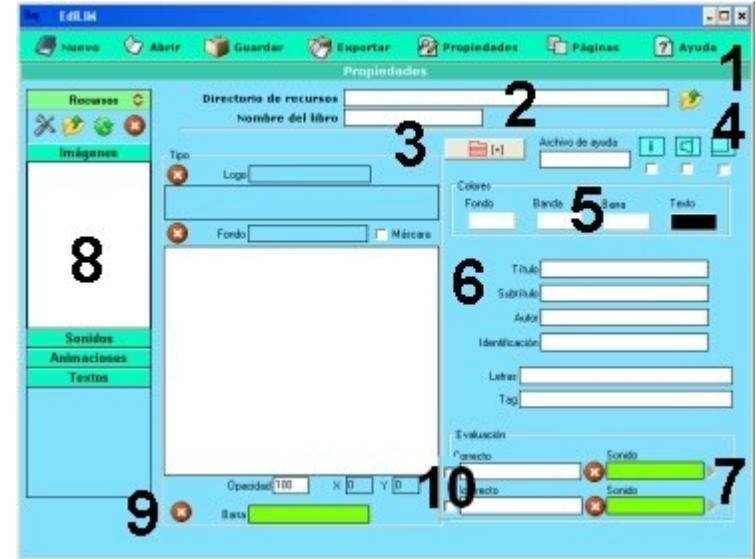 EdiLIM
Nuevo Abrir Guardar Exportar Propiedades Páginas Ayuda
1
Propiedades
Recursos
Directorio de recursos
2
Nombre del libro
3
4
[+]
Archivo de ayuda
i
Imágenes
Tipo
Logo
Colores
Fondo Banda Texto
5
Fondo
Máscara
8
6
Título
Subtítulo
Autor
Identificación
Sonidos
Animaciones
Textos
Letras
Tag
Evaluación
Correcto Sonido
7
Opacidad 100 X 0 Y 0
10
Incorrecto Sonido
9
Barra